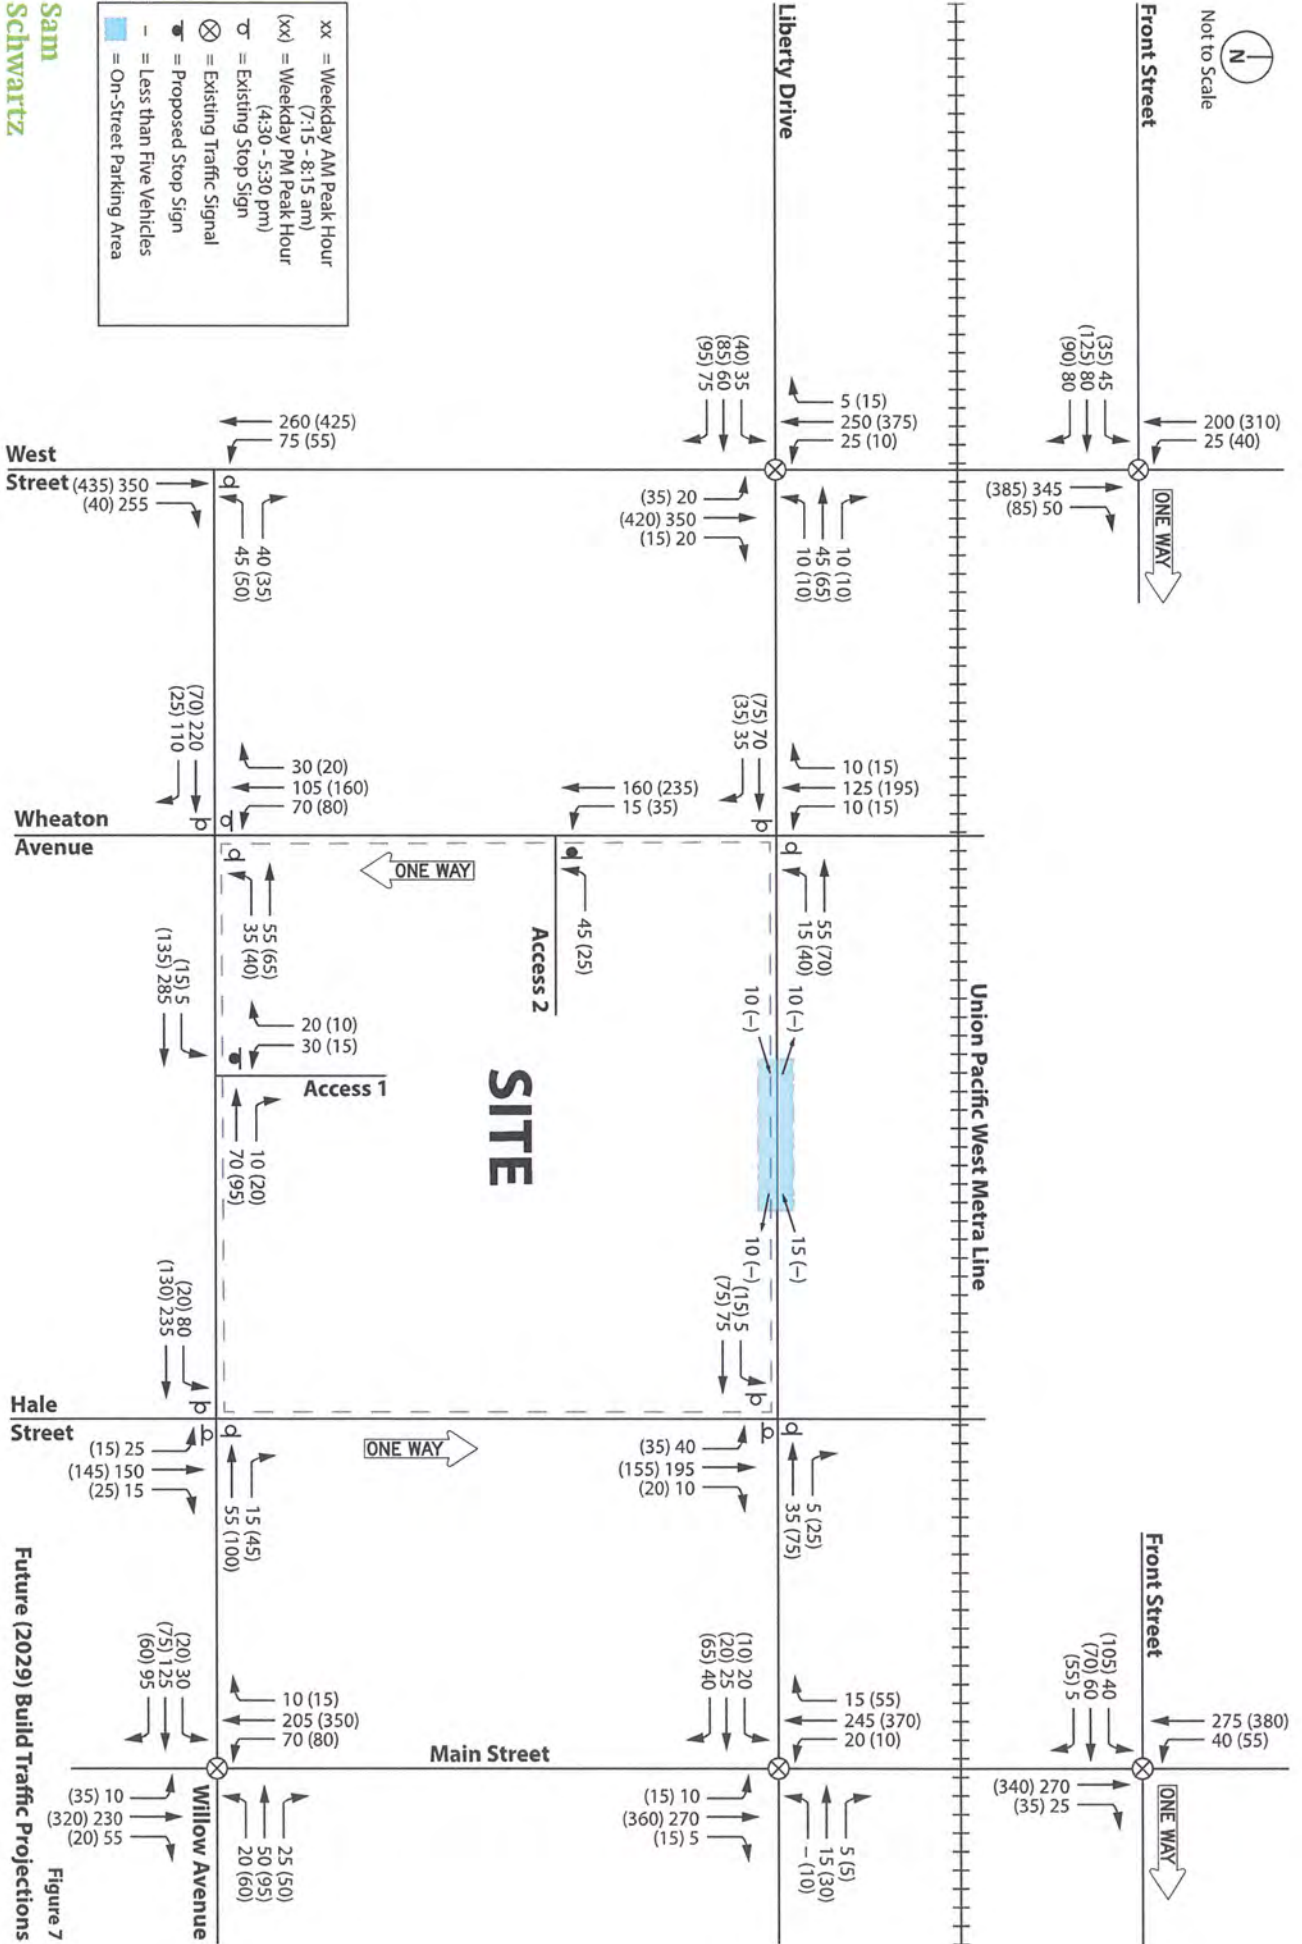 N
Not to Scale
Front Street
ONE WAY
200 (310)
25 (40)
(35) 45
(125) 80
(90) 80
(385) 345
(85) 50
Front Street
ONE WAY
275 (380)
40 (55)
(105) 40
(70) 60
(55) 5
(340) 270
(35) 25
Union Pacific West Metra Line
Liberty Drive
5 (15)
250 (375)
25 (10)
(40) 35
(85) 60
(95) 75
10 (10)
45 (65)
10 (10)
(35) 20
(420) 350
(15) 20
10 (15)
125 (195)
10 (15)
(75) 70
(35) 35
55 (70)
15 (40)
10 (–)
10 (–)
15 (–)
10 (–)
(15) 5
(75) 75
5 (25)
35 (75)
(35) 40
(155) 195
(20) 10
15 (55)
245 (370)
20 (10)
(10) 20
(20) 25
(65) 40
5 (5)
15 (30)
– (10)
(15) 10
(360) 270
(15) 5
160 (235)
15 (35)
45 (25)
Access 2
SITE
ONE WAY
ONE WAY
Main Street
xx = Weekday AM Peak Hour
(7:15 - 8:15 am)
(xx) = Weekday PM Peak Hour
(4:30 - 5:30 pm)
= Existing Stop Sign
= Existing Traffic Signal
= Proposed Stop Sign
– = Less than Five Vehicles
= On-Street Parking Area
260 (425)
75 (55)
40 (35)
45 (50)
West
Street
(435) 350
(40) 255
30 (20)
105 (160)
70 (80)
(70) 220
(25) 110
55 (65)
35 (40)
Wheaton
Avenue
20 (10)
30 (15)
Access 1
(15) 5
(135) 285
10 (20)
70 (95)
(20) 80
(130) 235
15 (45)
55 (100)
Hale
Street
(15) 25
(145) 150
(25) 15
10 (15)
205 (350)
70 (80)
(20) 30
(75) 125
(60) 95
25 (50)
50 (95)
20 (60)
(35) 10
(320) 230
(20) 55
Willow Avenue
Sam
Schwartz
Figure 7
Future (2029) Build Traffic Projections